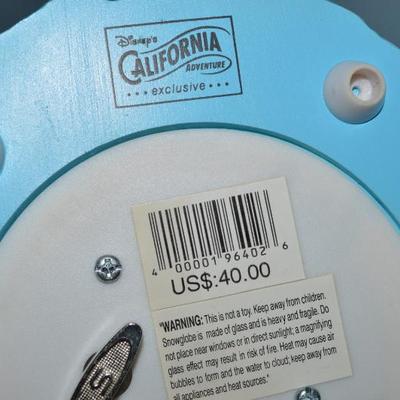 Disney's
CALIFORNIA
ADVENTURE
•••exclusive•••
4 00001 96402 6
US$:40.00
"WARNING: This is not a toy. Keep away from children.
Snowglobe is made of glass and is heavy and fragile. Do
not place near windows or in direct sunlight; a magnifying
glass effect may result in risk of fire. Heat may cause air
bubbles to form and the water to cloud; keep away from
all appliances and heat sources."